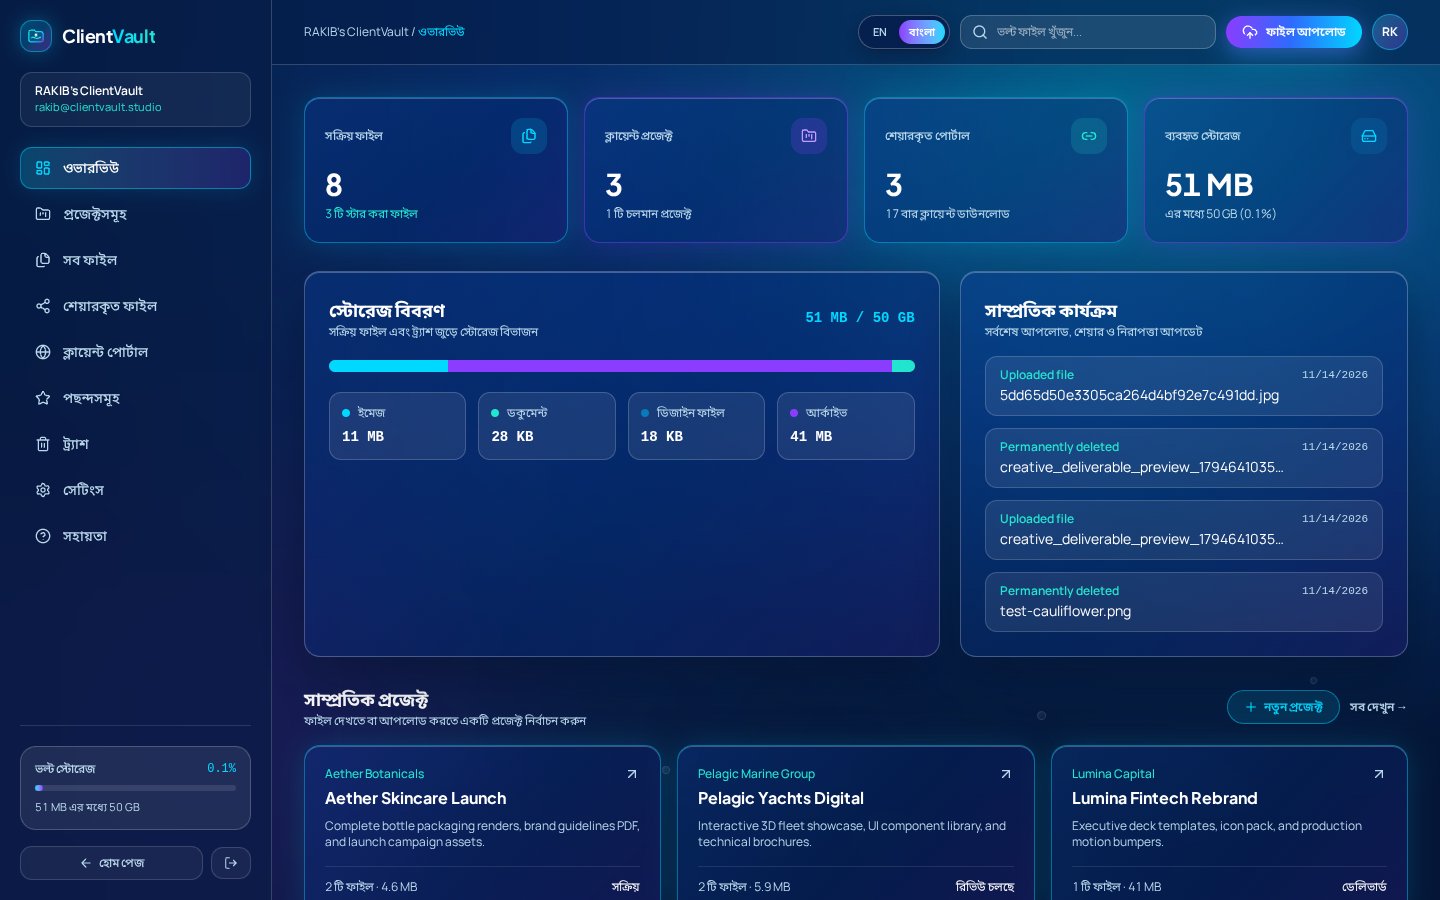 ClientVault
RAKIB's ClientVault
rakib@clientvault.studio
ওভারভিউ
প্রজেক্টসমূহ
সব ফাইল
শেয়ারকৃত ফাইল
ক্লায়েন্ট পোর্টাল
পছন্দসমূহ
ট্র্যাশ
সেটিংস
সহায়তা
ভল্ট স্টোরেজ 0.1%
51 MB এর মধ্যে 50 GB
← হোম পেজ
RAKIB's ClientVault / ওভারভিউ
EN বাংলা
ভল্ট ফাইল খুঁজুন...
ফাইল আপলোড
RK
সক্রিয় ফাইল
8
3 টি স্টার করা ফাইল
ক্লায়েন্ট প্রজেক্ট
3
1 টি চলমান প্রজেক্ট
শেয়ারকৃত পোর্টাল
3
17 বার ক্লায়েন্ট ডাউনলোড
ব্যবহৃত স্টোরেজ
51 MB
এর মধ্যে 50 GB (0.1%)
স্টোরেজ বিবরণ
সক্রিয় ফাইল এবং ট্র্যাশ জুড়ে স্টোরেজ বিভাজন
51 MB / 50 GB
ইমেজ
11 MB
ডকুমেন্ট
28 KB
ডিজাইন ফাইল
18 KB
আর্কাইভ
41 MB
সাম্প্রতিক কার্যক্রম
সর্বশেষ আপলোড, শেয়ার ও নিরাপত্তা আপডেট
Uploaded file 11/14/2026
5dd65d50e3305ca264d4bf92e7c491dd.jpg
Permanently deleted 11/14/2026
creative_deliverable_preview_1794641035...
Uploaded file 11/14/2026
creative_deliverable_preview_1794641035...
Permanently deleted 11/14/2026
test-cauliflower.png
সাম্প্রতিক প্রজেক্ট
ফাইল দেখতে বা আপলোড করতে একটি প্রজেক্ট নির্বাচন করুন
+ নতুন প্রজেক্ট
সব দেখুন →
Aether Botanicals
Aether Skincare Launch
Complete bottle packaging renders, brand guidelines PDF,
and launch campaign assets.
2 টি ফাইল · 4.6 MB সক্রিয়
Pelagic Marine Group
Pelagic Yachts Digital
Interactive 3D fleet showcase, UI component library, and
technical brochures.
2 টি ফাইল · 5.9 MB রিভিউ চলছে
Lumina Capital
Lumina Fintech Rebrand
Executive deck templates, icon pack, and production
motion bumpers.
1 টি ফাইল · 41 MB ডেলিভার্ড